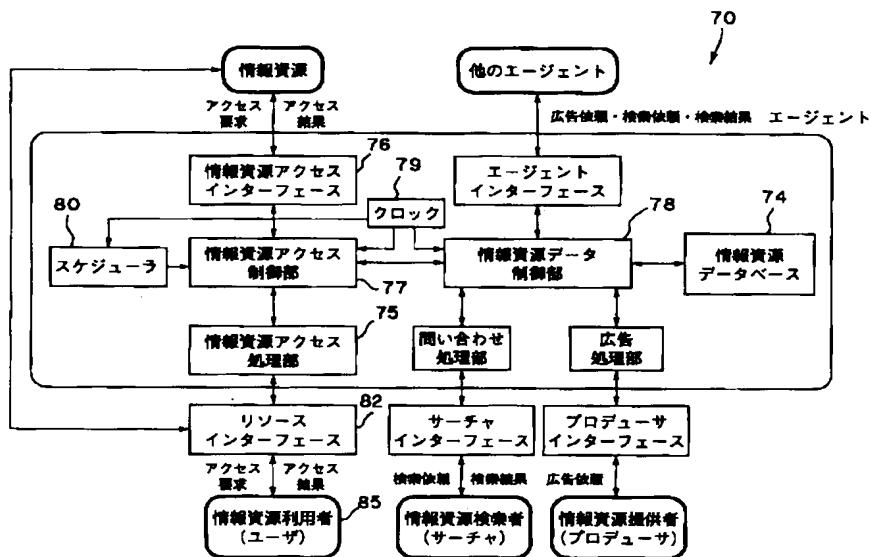 70
情報資源
他のエージェント
アクセス要求
アクセス結果
広告依頼・検索依頼・検索結果
エージェント
76
情報資源アクセス
インターフェース
79
クロック
エージェント
インターフェース
80
スケジューラ
情報資源アクセス
制御部
77
78
情報資源データ
制御部
74
情報資源
データベース
75
情報資源アクセス
処理部
問い合わせ
処理部
広告
処理部
82
リソース
インターフェース
サーチャ
インターフェース
プロデューサ
インターフェース
アクセス要求
アクセス結果
検索依頼
検索結果
広告依頼
85
情報資源利用者
(ユーザ)
情報資源検索者
(サーチャ)
情報資源提供者
(プロデューサ)